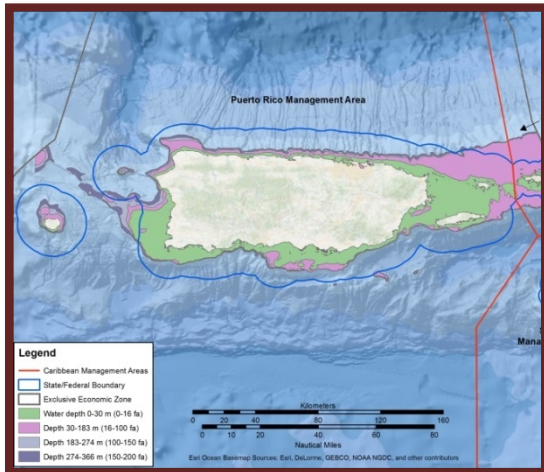 Puerto Rico Management Area
S
Mana
Legend
Caribbean Management Areas
State/Federal Boundary
Exclusive Economic Zone
Water depth 0-30 m (0-16 fa)
Depth 30-183 m (16-100 fa)
Depth 183-274 m (100-150 fa)
Depth 274-366 m (150-200 fa)
Kilometers
0 10 20 40 60 80 120 160
0 10 20 40 60 80
Nautical Miles
Esri Ocean Basemap Sources: Esri, DeLorme, GEBCO, NOAA NGDC, and other contributors